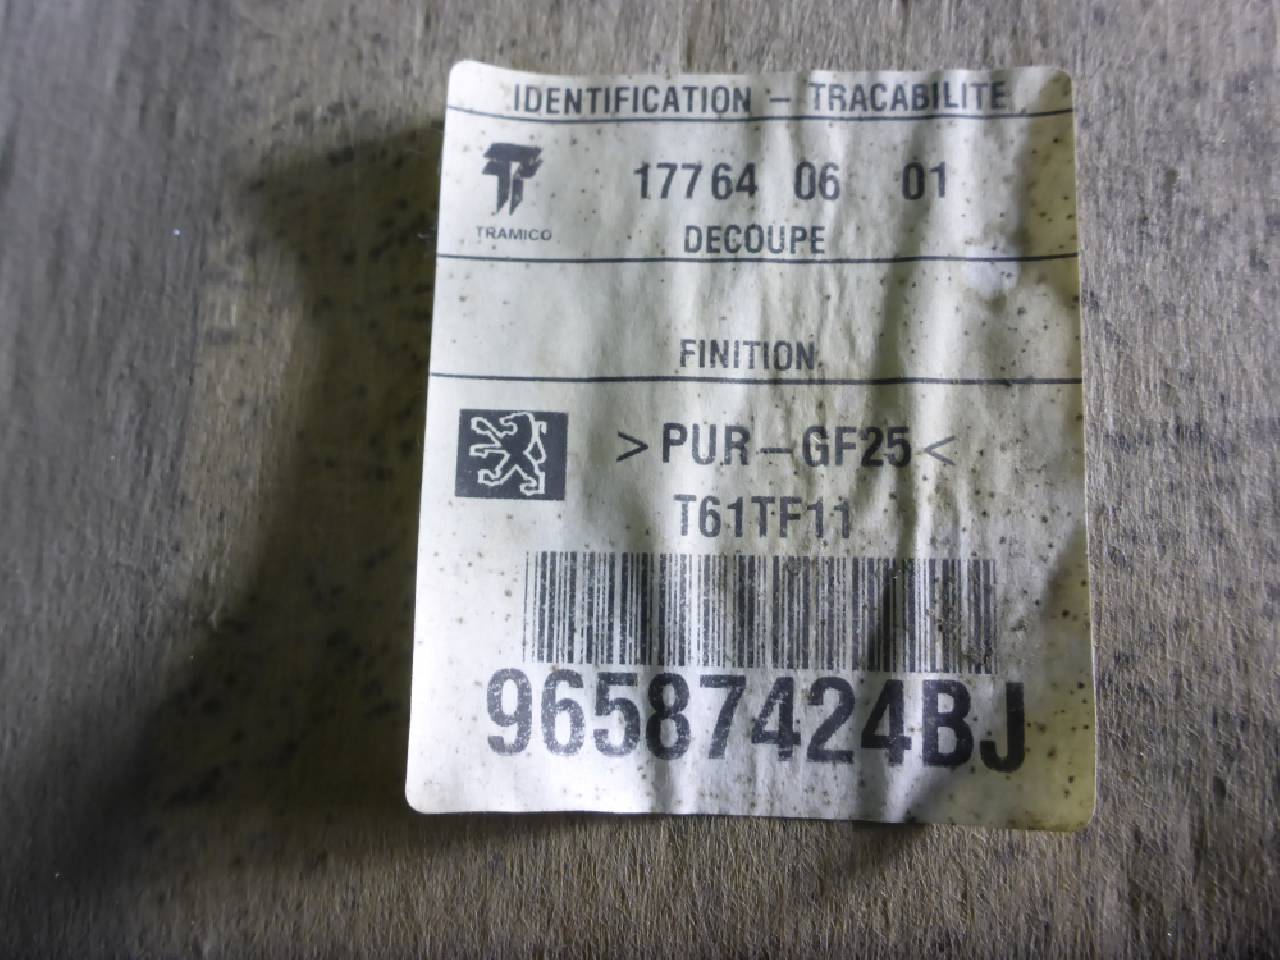 IDENTIFICATION - TRACABILITE
17764 06 01
TRAMICO
DECOUPE
FINITION
>PUR-GF25<
T61TF11
96587424BJ